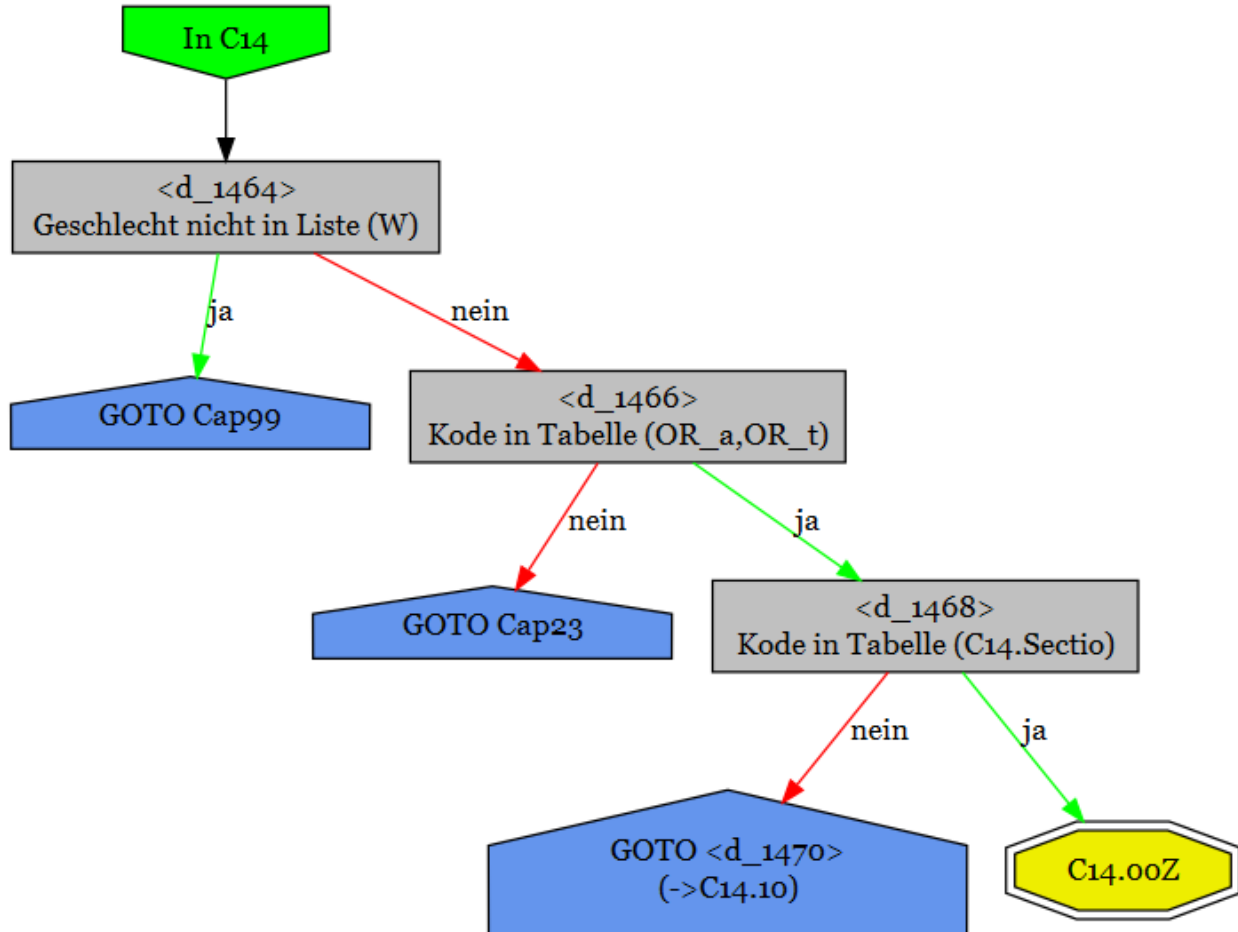 In C14
<d_1464>
Geschlecht nicht in Liste (W)
ja
nein
GOTO Cap99
<d_1466>
Kode in Tabelle (OR_a,OR_t)
nein
ja
GOTO Cap23
<d_1468>
Kode in Tabelle (C14.Sectio)
nein
ja
GOTO <d_1470>
(->C14.10)
C14.00Z